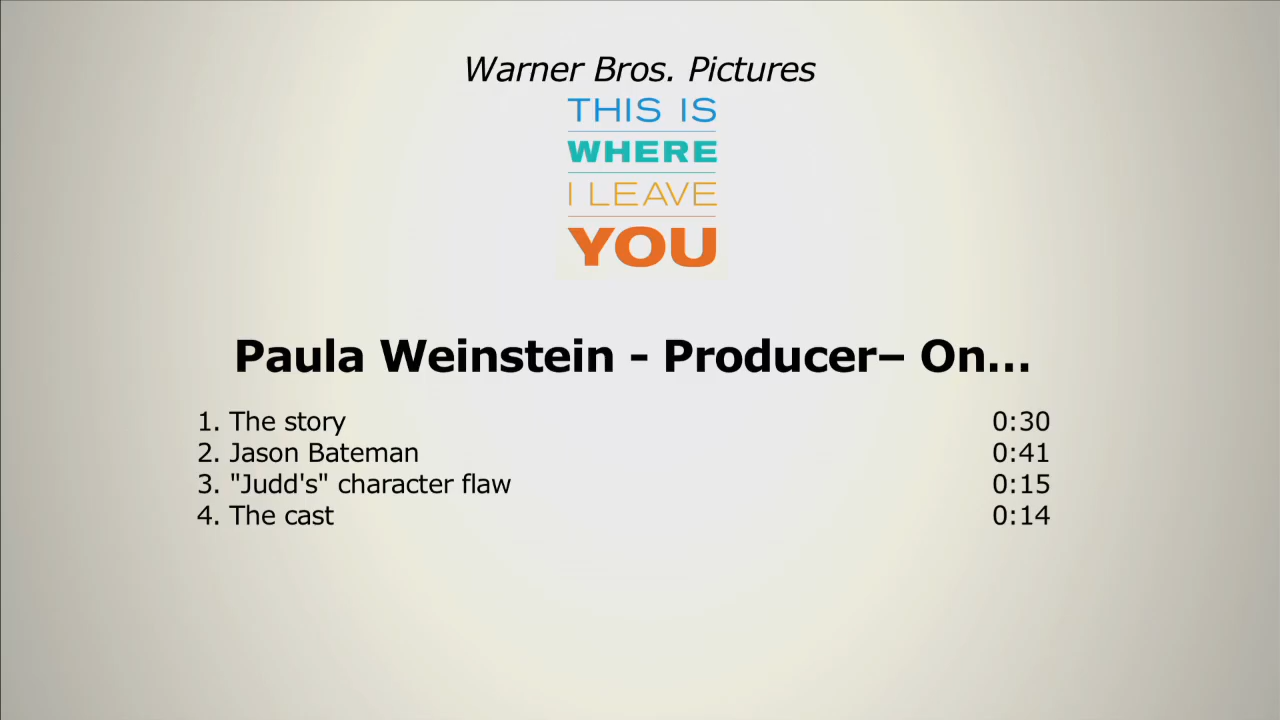 Warner Bros. Pictures
THIS IS
WHERE
I LEAVE
YOU
Paula Weinstein - Producer– On...
1. The story 0:30
2. Jason Bateman 0:41
3. "Judd's" character flaw 0:15
4. The cast 0:14